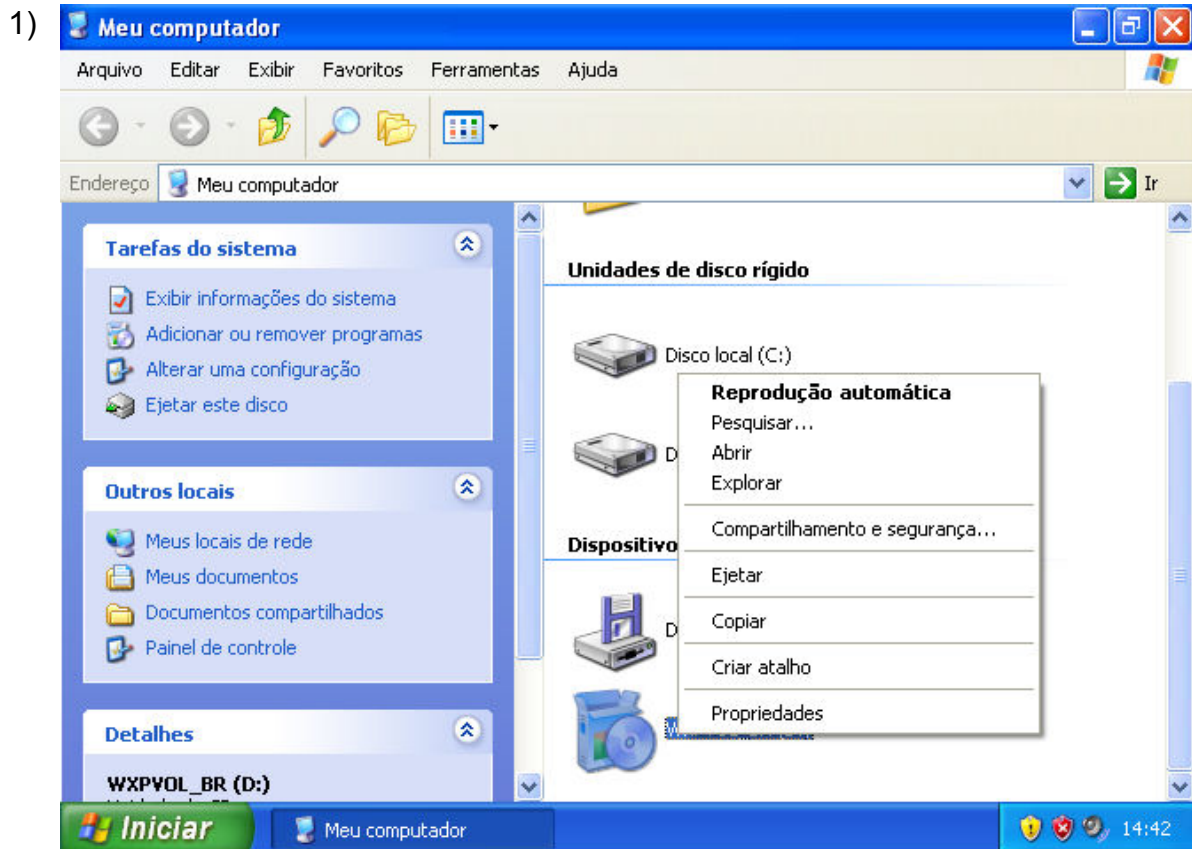 1)
Meu computador
Arquivo Editar Exibir Favoritos Ferramentas Ajuda
Endereço Meu computador Ir
Tarefas do sistema
Exibir informações do sistema
Adicionar ou remover programas
Alterar uma configuração
Ejetar este disco
Outros locais
Meus locais de rede
Meus documentos
Documentos compartilhados
Painel de controle
Detalhes
WXPVOL_BR (D:)
Unidades de disco rígido
Disco local (C:)
D
Dispositivo
D
Reprodução automática
Pesquisar...
Abrir
Explorar
Compartilhamento e segurança...
Ejetar
Copiar
Criar atalho
Propriedades
Iniciar Meu computador 14:42